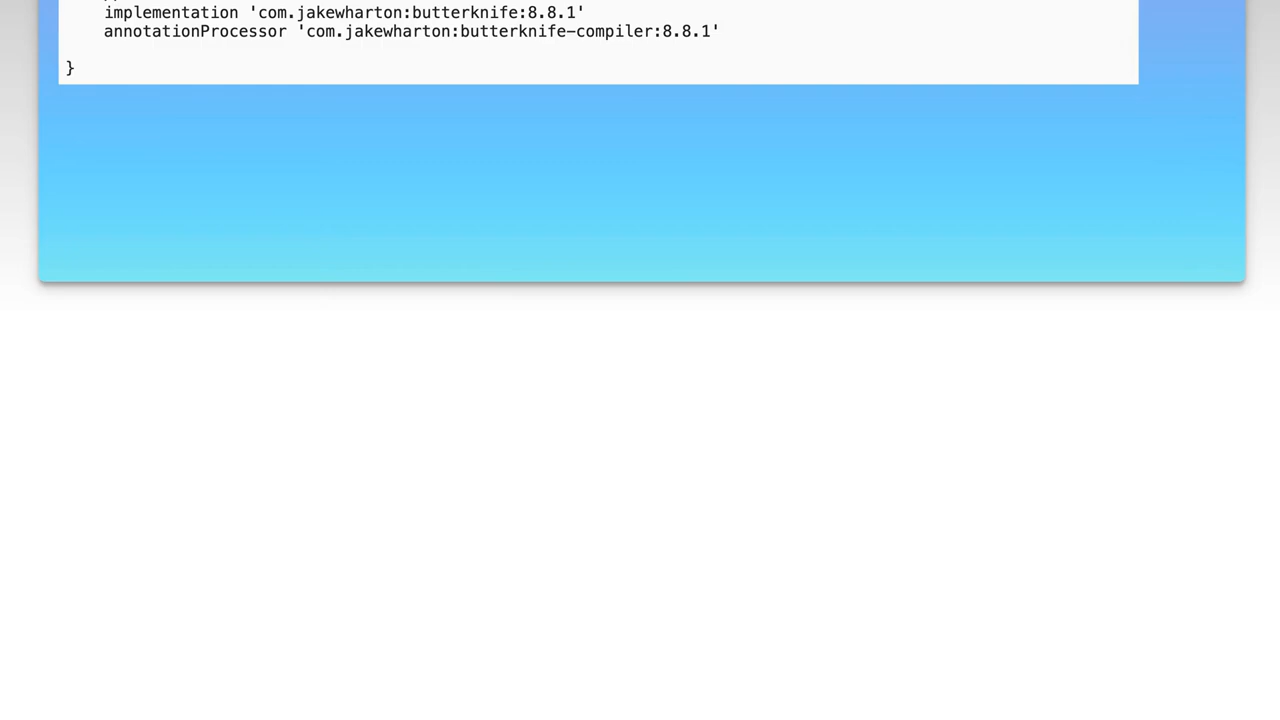 implementation 'com.jakewharton:butterknife:8.8.1'
annotationProcessor 'com.jakewharton:butterknife-compiler:8.8.1'
}